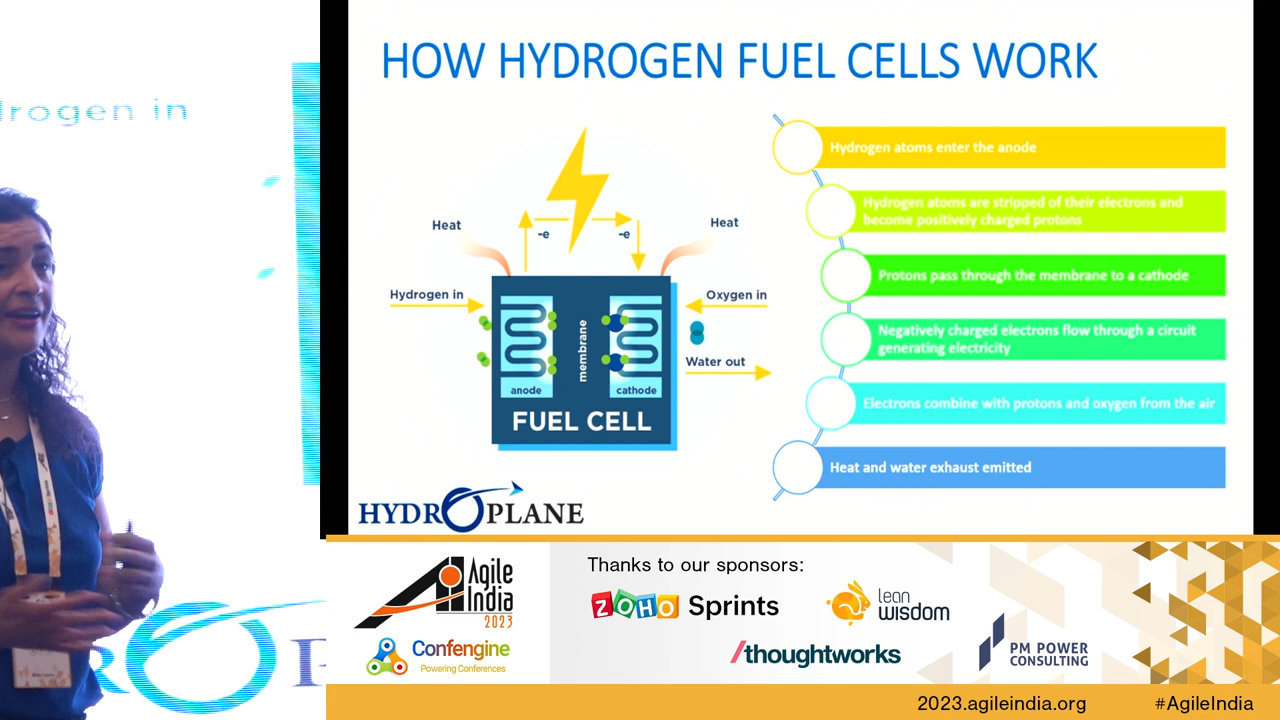 drogen in
HOW HYDROGEN FUEL CELLS WORK
Heat
-e
-e
Heat
Hydrogen in
Oxygen in
Water out
membrane
anode
cathode
FUEL CELL
HYDROPLANE
Hydrogen atoms enter the anode
Hydrogen atoms are stripped of their electrons and
become positively charged protons
Protons pass through the membrane to a cathode
Negatively charged electrons flow through a circuit
generating electricity
Electrons combine with protons and oxygen from the air
Heat and water exhaust emitted
Agile
India
2023
Confengine
Powering Conferences
Thanks to our sponsors:
ZOHO Sprints
lean
wisdom
/thoughtworks
PM POWER
CONSULTING
2023.agileindia.org
#AgileIndia